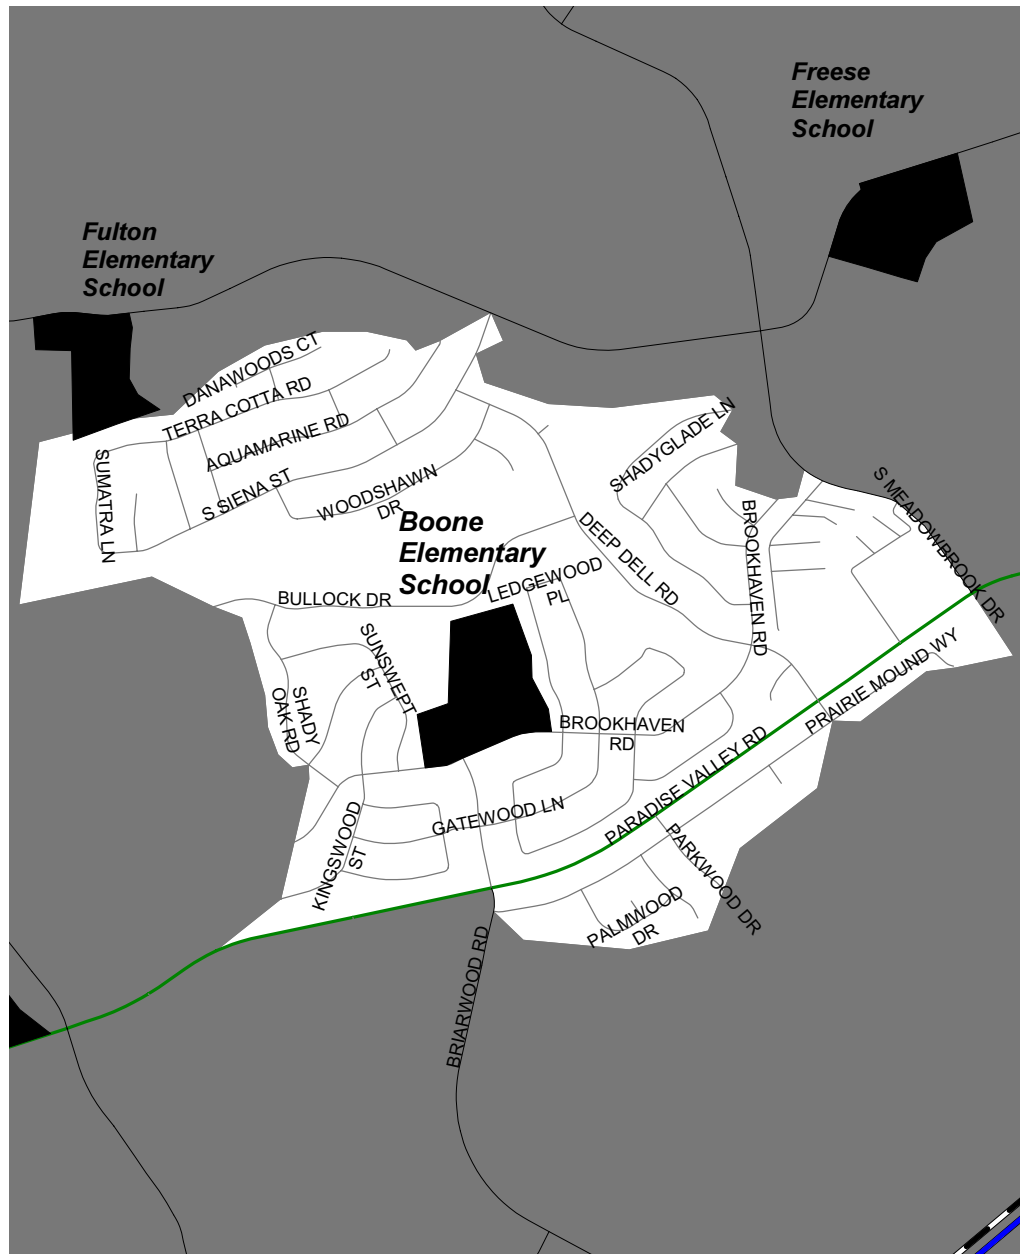 Freese
Elementary
School
Fulton
Elementary
School
DANAWOODS CT
TERRA COTTA RD
AQUAMARINE RD
SHADYGLADE LN
SUMATRA LN
S SIENA ST
WOODSHAWN
DR
S MEADOWBROOK DR
Boone
Elementary
School
DEEP DELL RD
BROOKHAVEN RD
LEDGEWOOD
PL
BULLOCK DR
SUNSWEPT
ST
SHADY
OAK RD
PRAIRIE MOUND WY
BROOKHAVEN
RD
PARADISE VALLEY RD
GATEWOOD LN
KINGSWOOD
ST
PARKWOOD DR
PALMWOOD
DR
BRIARWOOD RD